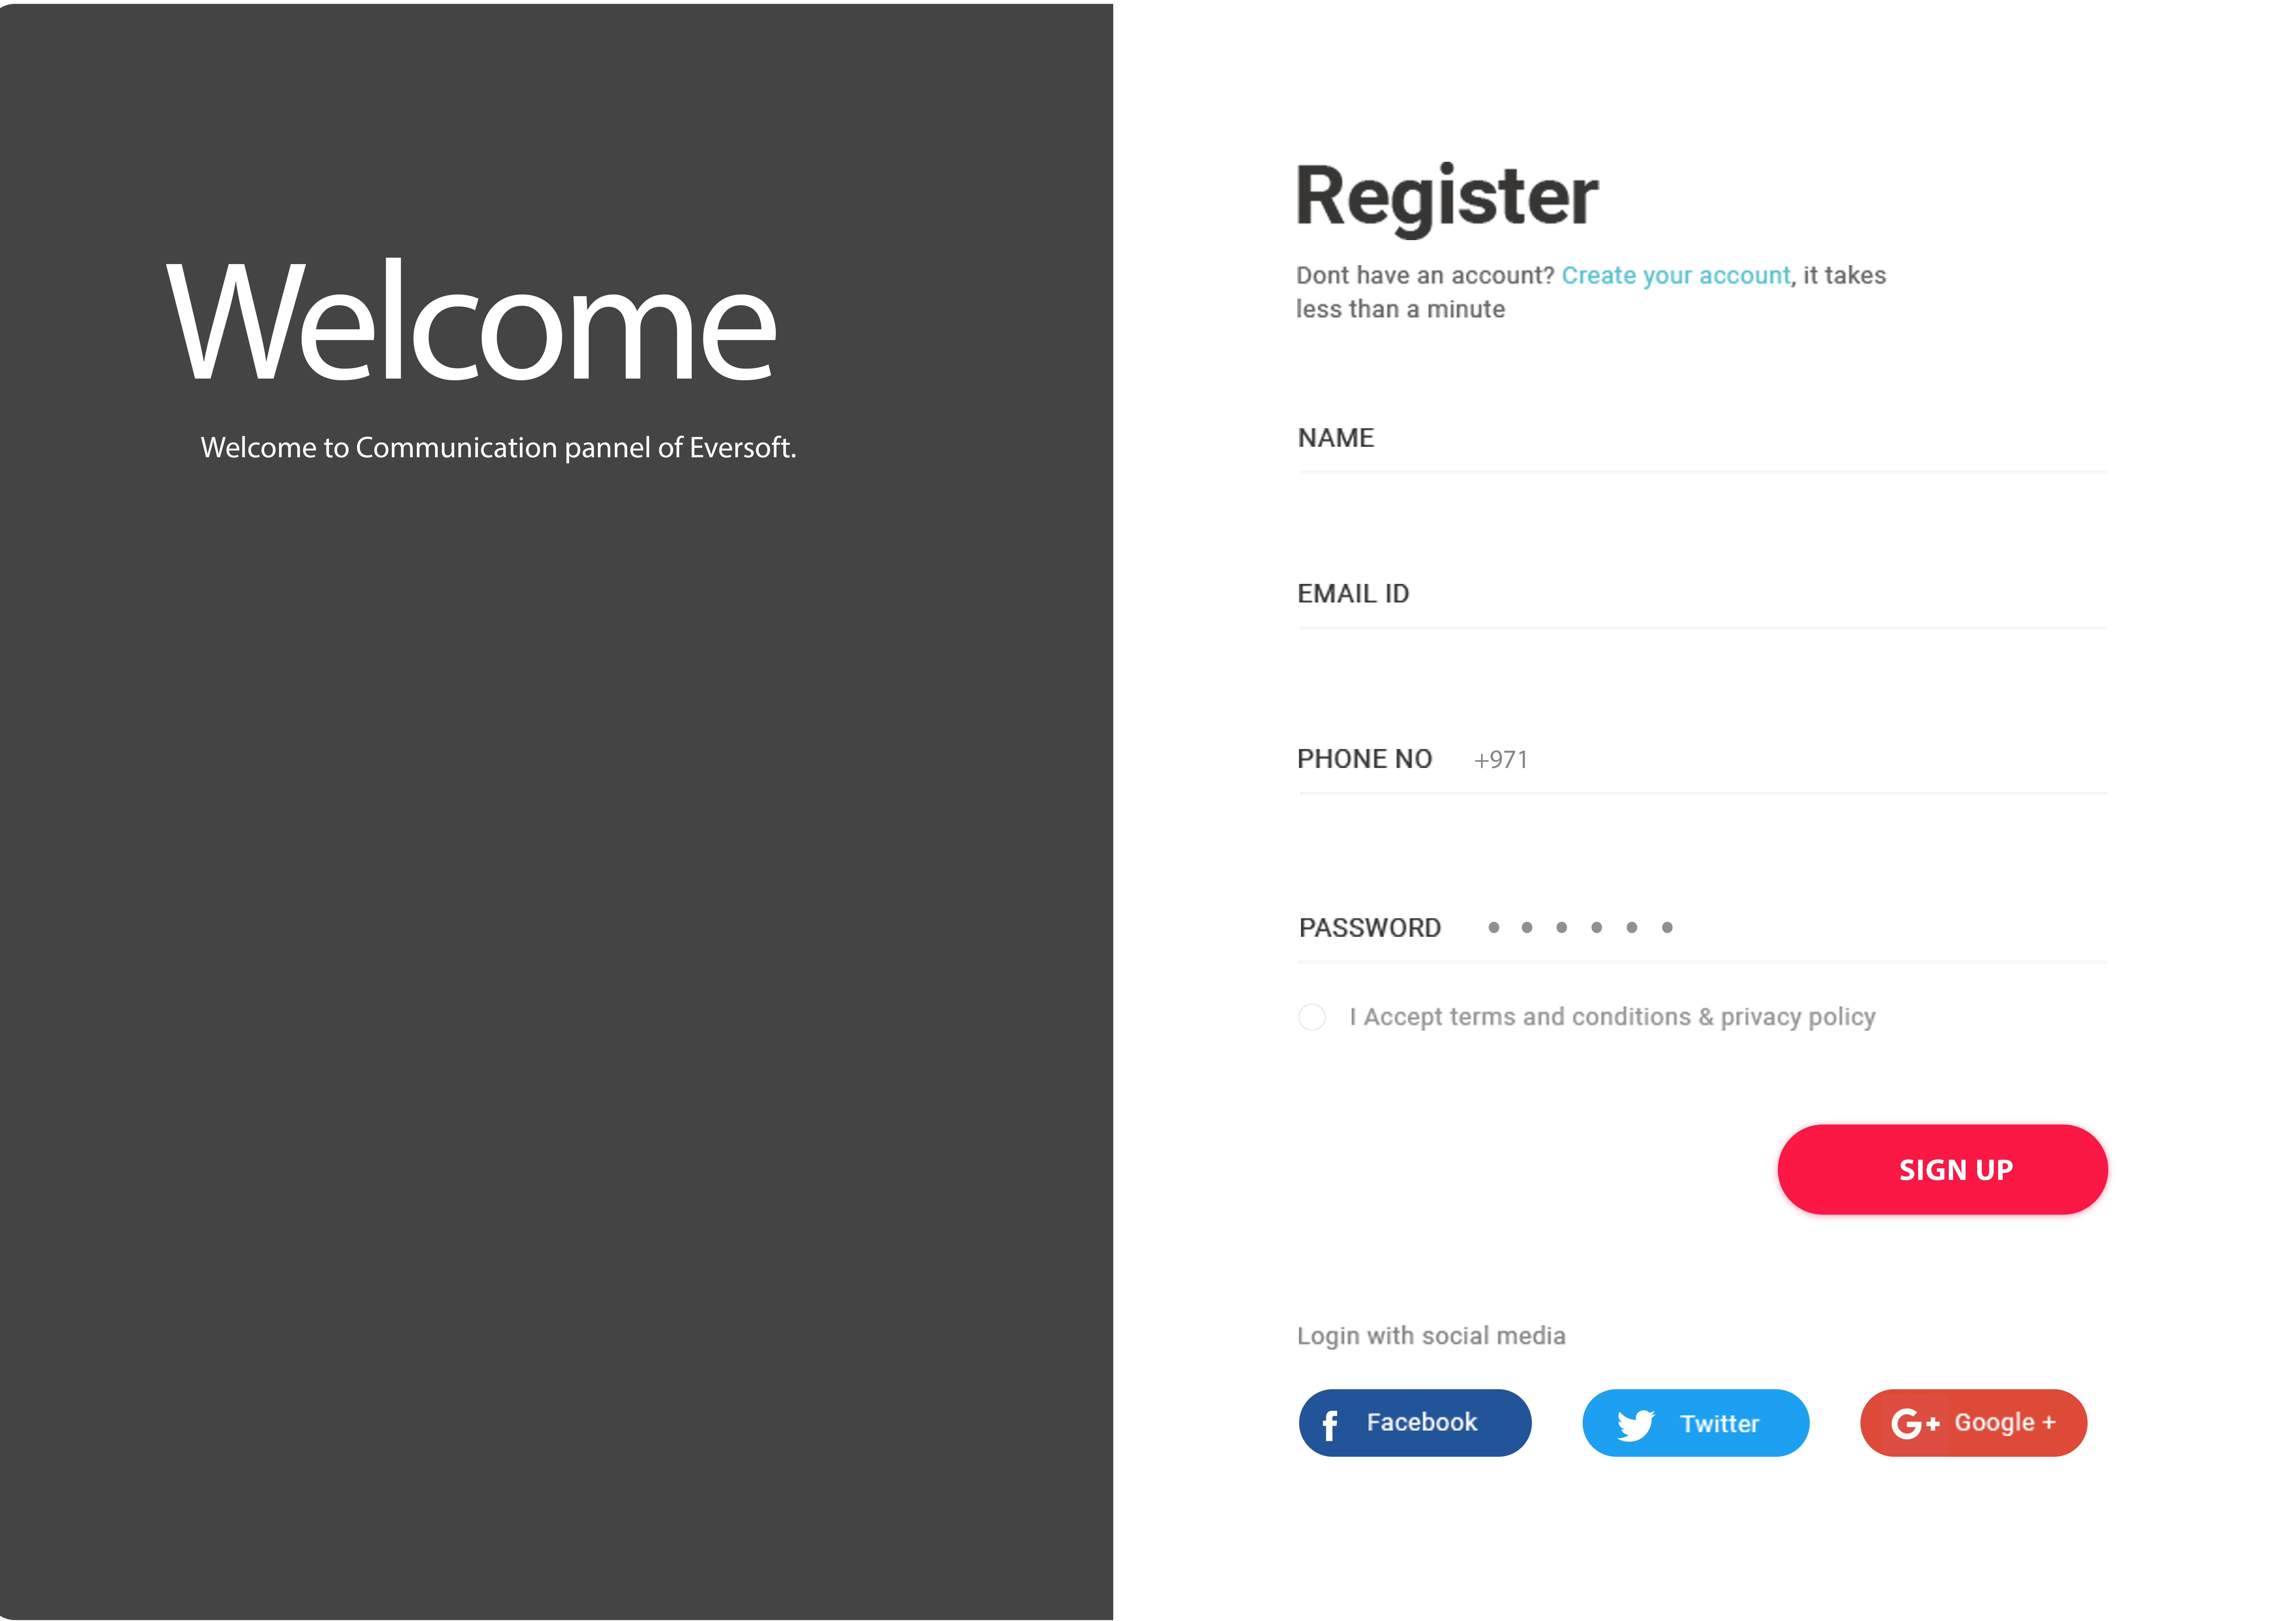 Welcome
Welcome to Communication pannel of Eversoft.
Register
Dont have an account? Create your account, it takes
less than a minute
NAME
EMAIL ID
PHONE NO +971
PASSWORD
I Accept terms and conditions & privacy policy
SIGN UP
Login with social media
f Facebook
Twitter
G+ Google +